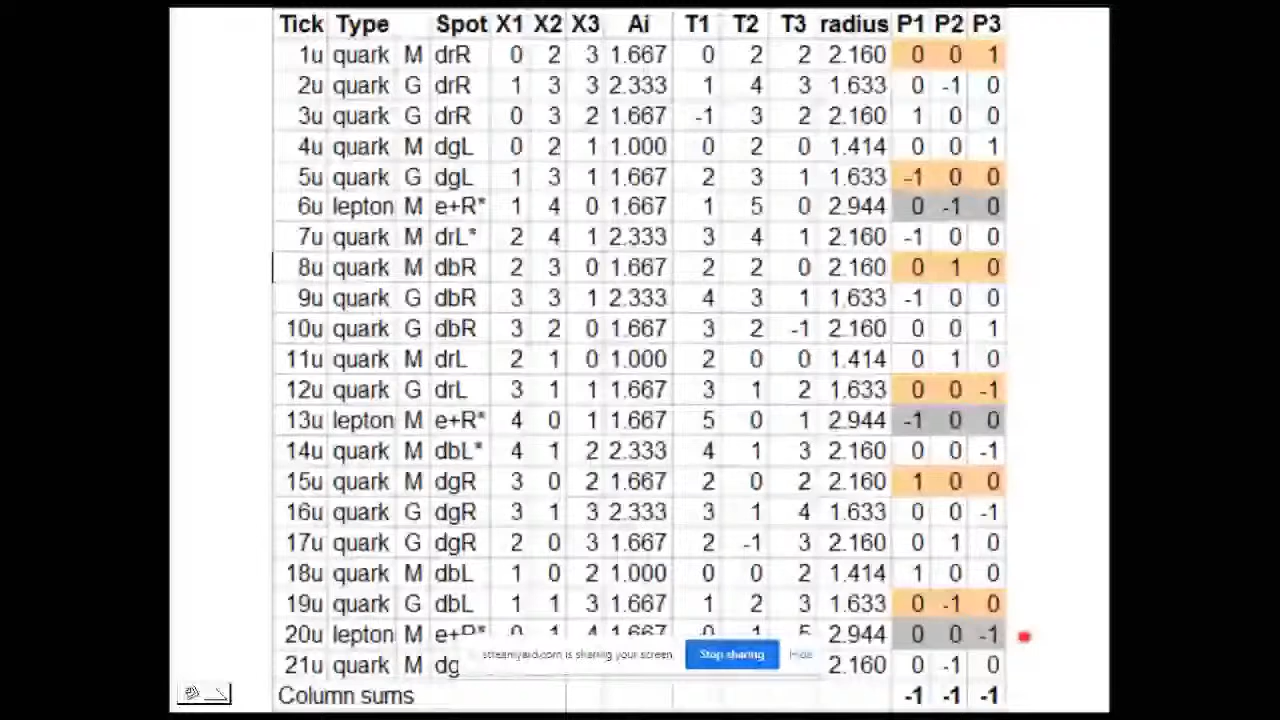 Tick Type Spot X1 X2 X3 Ai T1 T2 T3 radius P1 P2 P3
1u quark M drR 0 2 3 1.667 0 2 2 2.160 0 0 1
2u quark G drR 1 3 3 2.333 1 4 3 1.633 0 -1 0
3u quark G drR 0 3 2 1.667 -1 3 2 2.160 1 0 0
4u quark M dgL 0 2 1 1.000 0 2 0 1.414 0 0 1
5u quark G dgL 1 3 1 1.667 2 3 1 1.633 -1 0 0
6u lepton M e+R* 1 4 0 1.667 1 5 0 2.944 0 -1 0
7u quark M drL* 2 4 1 2.333 3 4 1 2.160 -1 0 0
8u quark M dbR 2 3 0 1.667 2 2 0 2.160 0 1 0
9u quark G dbR 3 3 1 2.333 4 3 1 1.633 -1 0 0
10u quark G dbR 3 2 0 1.667 3 2 -1 2.160 0 0 1
11u quark M drL 2 1 0 1.000 2 0 0 1.414 0 1 0
12u quark G drL 3 1 1 1.667 3 1 2 1.633 0 0 -1
13u lepton M e+R* 4 0 1 1.667 5 0 1 2.944 -1 0 0
14u quark M dbL* 4 1 2 2.333 4 1 3 2.160 0 0 -1
15u quark M dgR 3 0 2 1.667 2 0 2 2.160 1 0 0
16u quark G dgR 3 1 3 2.333 3 1 4 1.633 0 0 -1
17u quark G dgR 2 0 3 1.667 2 -1 3 2.160 0 1 0
18u quark M dbL 1 0 2 1.000 0 0 2 1.414 1 0 0
19u quark G dbL 1 1 3 1.667 1 2 3 1.633 0 -1 0
20u lepton M e+R* 0 1 4 1.667 0 1 5 2.944 0 0 -1
streamyard.com is sharing your screen. Stop sharing Hide
21u quark M dg 2.160 0 -1 0
Column sums -1 -1 -1